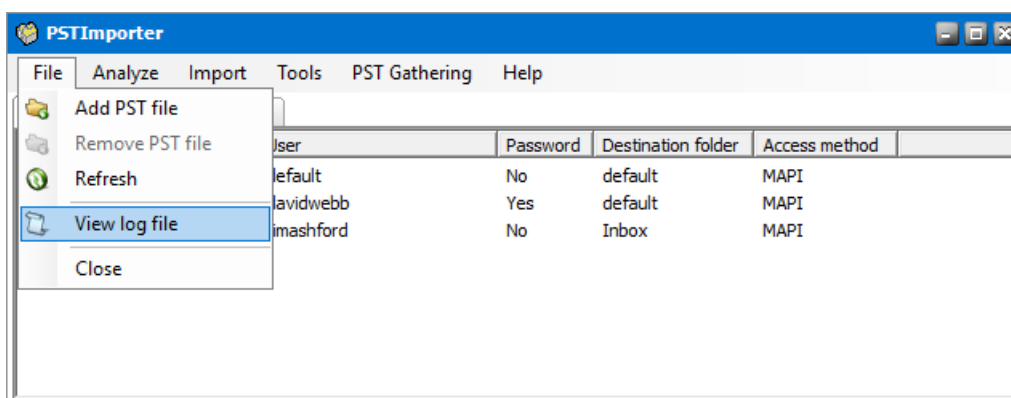 PSTImporter
File Analyze Import Tools PST Gathering Help
Add PST file
Remove PST file
Refresh
View log file
Close
Password Destination folder Access method
No default MAPI
Yes default MAPI
No Inbox MAPI